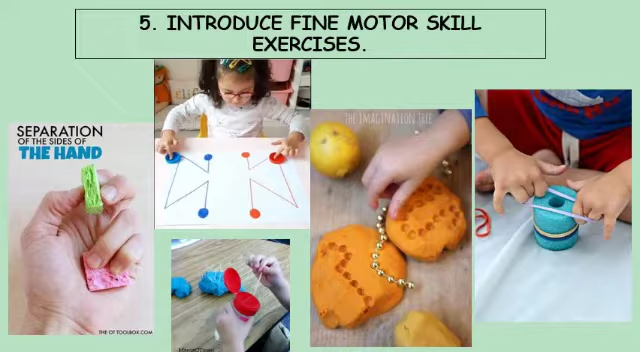 5. INTRODUCE FINE MOTOR SKILL
EXERCISES.
SEPARATION
OF THE SIDES OF
THE HAND
THE IMAGINATION TREE
THE OT TOOLBOX.COM